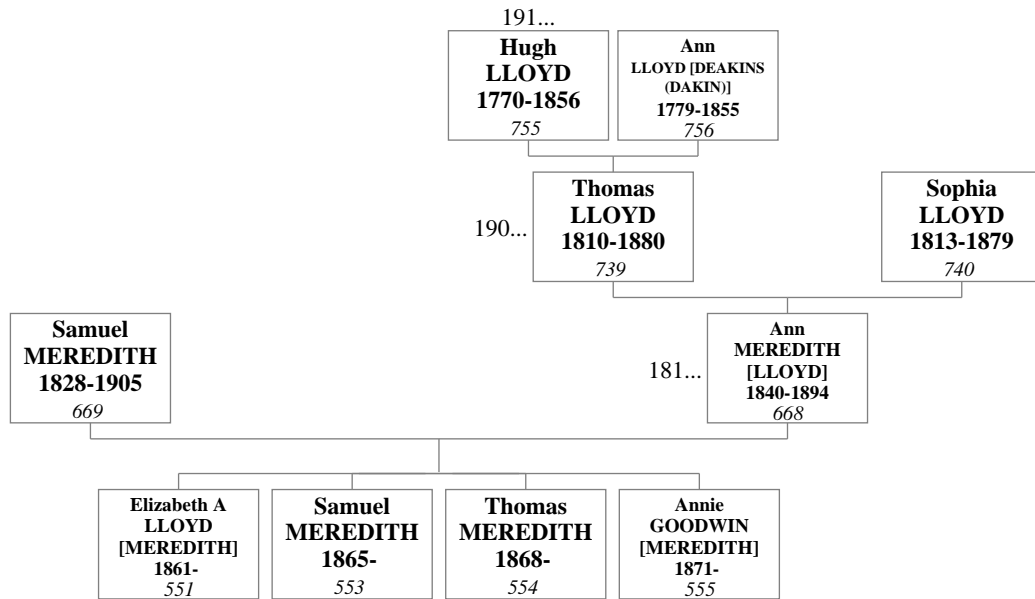 191...
Hugh
LLOYD
1770-1856
755
Ann
LLOYD [DEAKINS
(DAKIN)]
1779-1855
756
190...
Thomas
LLOYD
1810-1880
739
Sophia
LLOYD
1813-1879
740
Samuel
MEREDITH
1828-1905
669
181...
Ann
MEREDITH
[LLOYD]
1840-1894
668
Elizabeth A
LLOYD
[MEREDITH]
1861-
551
Samuel
MEREDITH
1865-
553
Thomas
MEREDITH
1868-
554
Annie
GOODWIN
[MEREDITH]
1871-
555